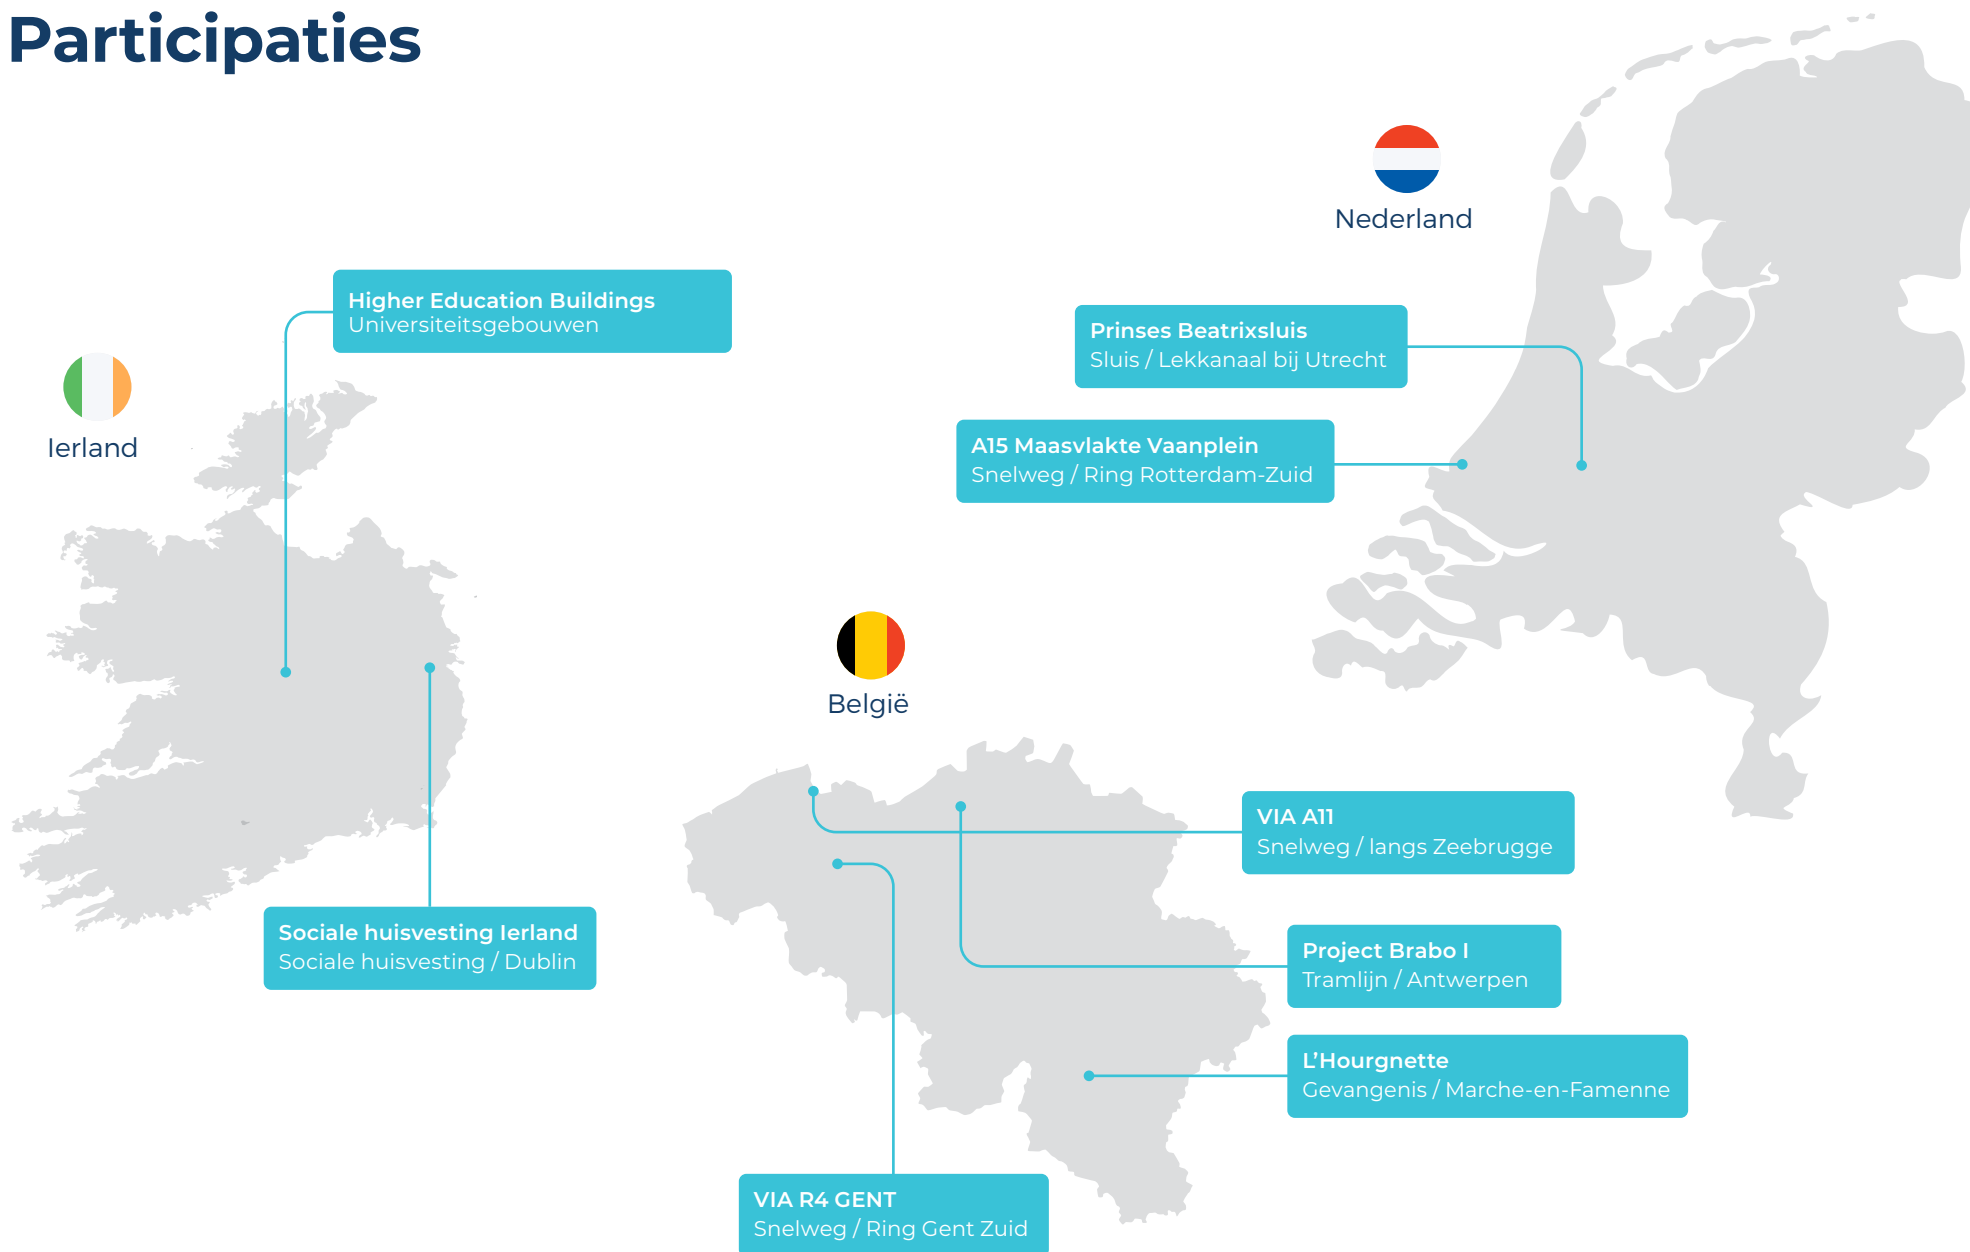 Participaties
Nederland
Higher Education Buildings
Universiteitsgebouwen
Prinses Beatrixsluis
Sluis / Lekkanaal bij Utrecht
Ierland
A15 Maasvlakte Vaanplein
Snelweg / Ring Rotterdam-Zuid
België
VIA A11
Snelweg / langs Zeebrugge
Sociale huisvesting Ierland
Sociale huisvesting / Dublin
Project Brabo I
Tramlijn / Antwerpen
L’Hourgnette
Gevangenis / Marche-en-Famenne
VIA R4 GENT
Snelweg / Ring Gent Zuid